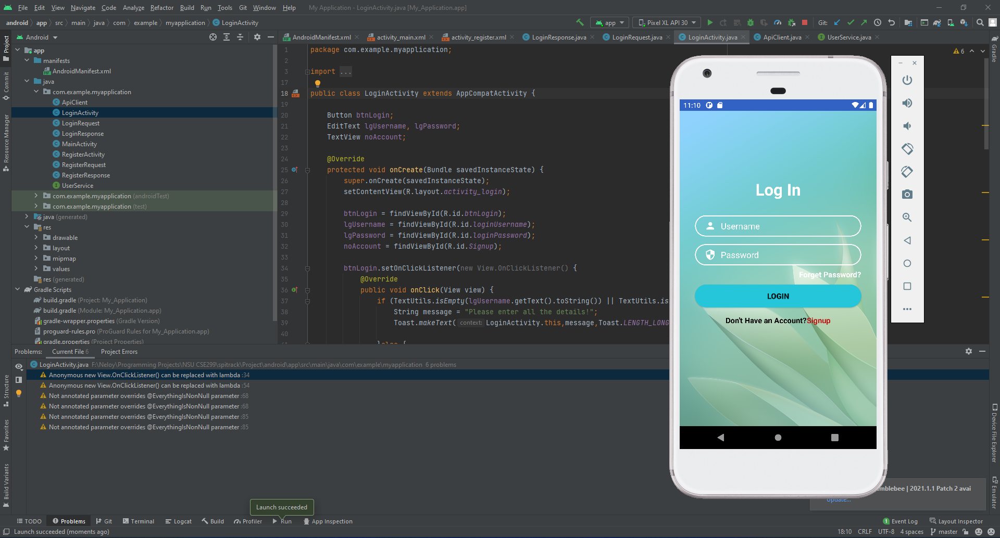 File Edit View Navigate Code Analyze Refactor Build Run Tools Git Window Help My Application - LoginActivity.java [My_Application.app]
android app src main java com example myapplication LoginActivity app Pixel XL API 30 Git:
Project
Commit
Resource Manager
Structure
Favorites
Build Variants
Android
app
manifests
AndroidManifest.xml
java
com.example.myapplication
ApiClient
LoginActivity
LoginRequest
LoginResponse
MainActivity
RegisterActivity
RegisterRequest
RegisterResponse
UserService
com.example.myapplication (androidTest)
com.example.myapplication (test)
java (generated)
res
drawable
layout
mipmap
values
res (generated)
Gradle Scripts
build.gradle (Project: My_Application)
build.gradle (Module: My_Application.app)
gradle-wrapper.properties (Gradle Version)
proguard-rules.pro (ProGuard Rules for My_Application.app)
gradle.properties (Project Properties)
AndroidManifest.xml activity_main.xml activity_register.xml LoginResponse.java LoginRequest.java LoginActivity.java ApiClient.java UserService.java
6
1 package com.example.myapplication;
2
3 import ...
17
18 public class LoginActivity extends AppCompatActivity {
19
20 Button btnLogin;
21 EditText lgUsername, lgPassword;
22 TextView noAccount;
23
24 @Override
25 protected void onCreate(Bundle savedInstanceState) {
26 super.onCreate(savedInstanceState);
27 setContentView(R.layout.activity_login);
28
29 btnLogin = findViewById(R.id.btnLogin);
30 lgUsername = findViewById(R.id.loginUsername);
31 lgPassword = findViewById(R.id.loginPassword);
32 noAccount = findViewById(R.id.Signup);
33
34 btnLogin.setOnClickListener(new View.OnClickListener() {
35 @Override
36 public void onClick(View view) {
37 if (TextUtils.isEmpty(lgUsername.getText().toString()) || TextUtils.is
38 String message = "Please enter all the details!";
39 Toast.makeText( context: LoginActivity.this,message,Toast.LENGTH_LONG
40
}else {
11:10
Log In
Username
Password
Forget Password?
LOGIN
Don't Have an Account?Signup
Gradle
Device File Explorer
Emulator
Problems: Current File 6 Project Errors
LoginActivity.java F:\Neloy\Programming Projects\NSU CSE299\spitrack\Project\android\app\src\main\java\com\example\myapplication 6 problems
Anonymous new View.OnClickListener() can be replaced with lambda :34
Anonymous new View.OnClickListener() can be replaced with lambda :54
Not annotated parameter overrides @EverythingIsNonNull parameter :68
Not annotated parameter overrides @EverythingIsNonNull parameter :68
Not annotated parameter overrides @EverythingIsNonNull parameter :85
Not annotated parameter overrides @EverythingIsNonNull parameter :85
emblebee | 2021.1.1 Patch 2 avai
Update...
Launch succeeded
TODO Problems Git Terminal Logcat Build Profiler Run App Inspection 1 Event Log Layout Inspector
Launch succeeded (moments ago) 18:10 CRLF UTF-8 4 spaces master